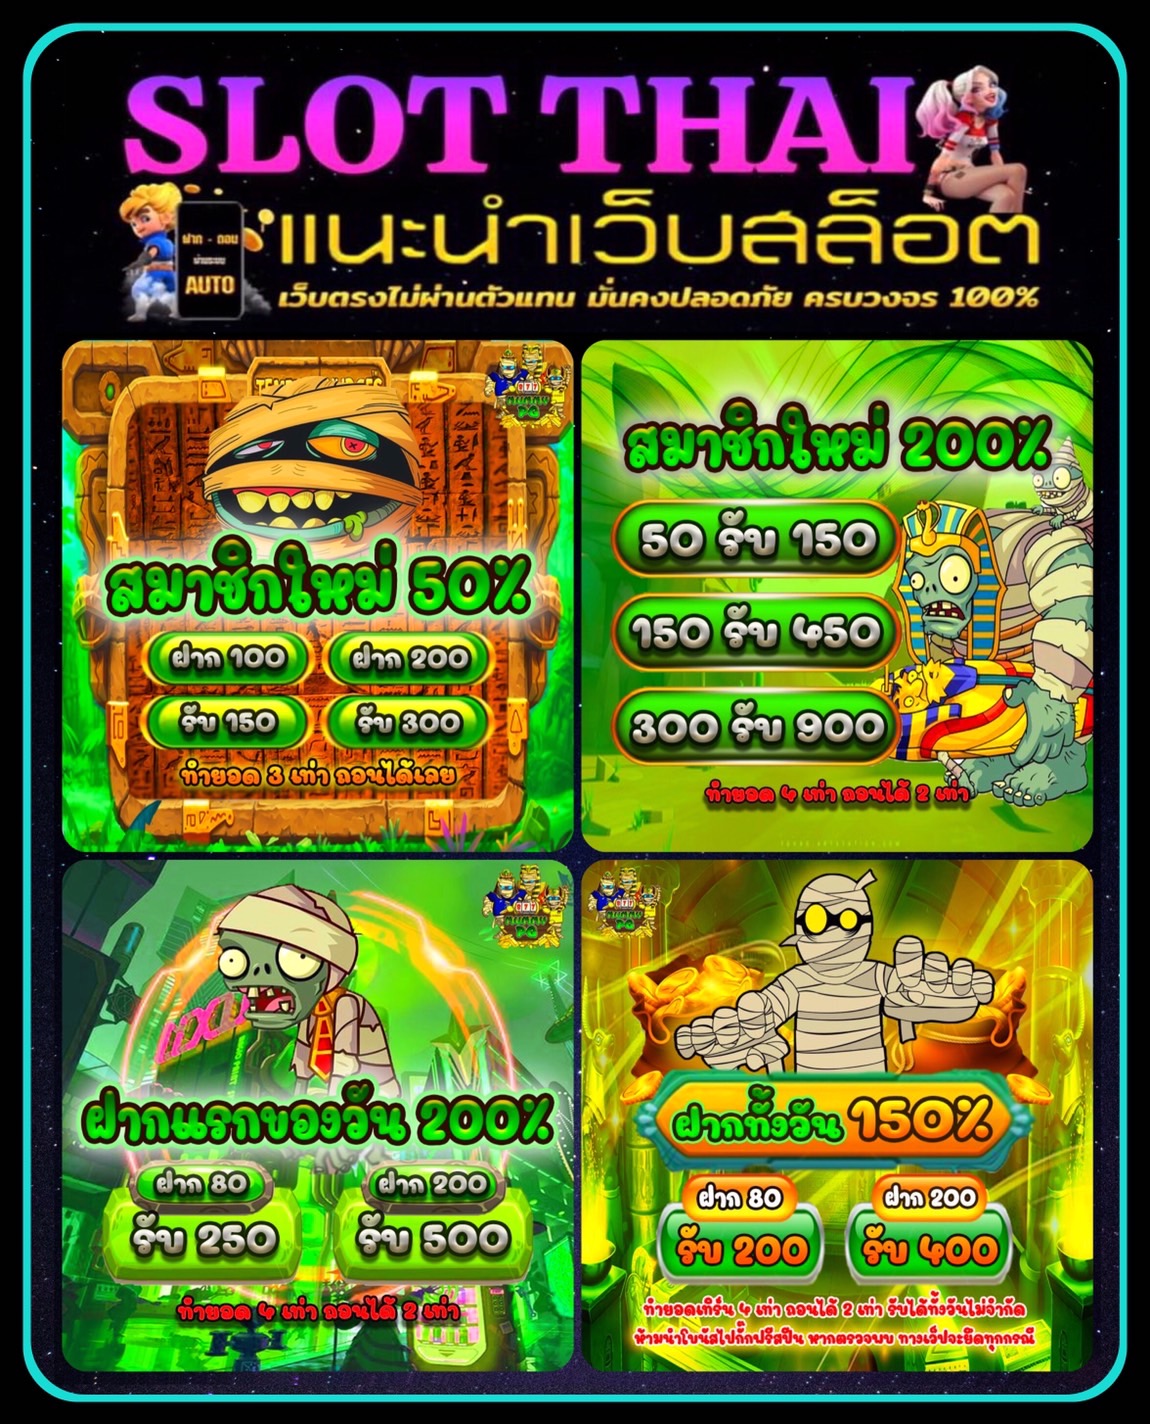 SLOT THAI
ฝาก - ถอน
AUTO
แนะนำเว็บสล็อต
เว็บตรงไม่ผ่านตัวแทน มั่นคงปลอดภัย ครบวงจร 100%
สมาชิกใหม่ 50%
ฝาก 100
ฝาก 200
รับ 150
รับ 300
ทำยอด 3 เท่า ถอนได้เลย
สมาชิกใหม่ 200%
50 รับ 150
150 รับ 450
300 รับ 900
ทำยอด 4 เท่า ถอนได้ 2 เท่า
ฝากแรกของวัน 200%
ฝาก 80
ฝาก 200
รับ 250
รับ 500
ทำยอด 4 เท่า ถอนได้ 2 เท่า
ฝากทั้งวัน 150%
ฝาก 80
ฝาก 200
รับ 200
รับ 400
ทำยอดเทิร์น 4 เท่า ถอนได้ 2 เท่า รับได้ทั้งวันไม่จำกัด
ห้ามนำโบนัสไปกั๊กฟรีสปิน หากตรวจพบ ทางเว็ปจะยึดทุกกรณี